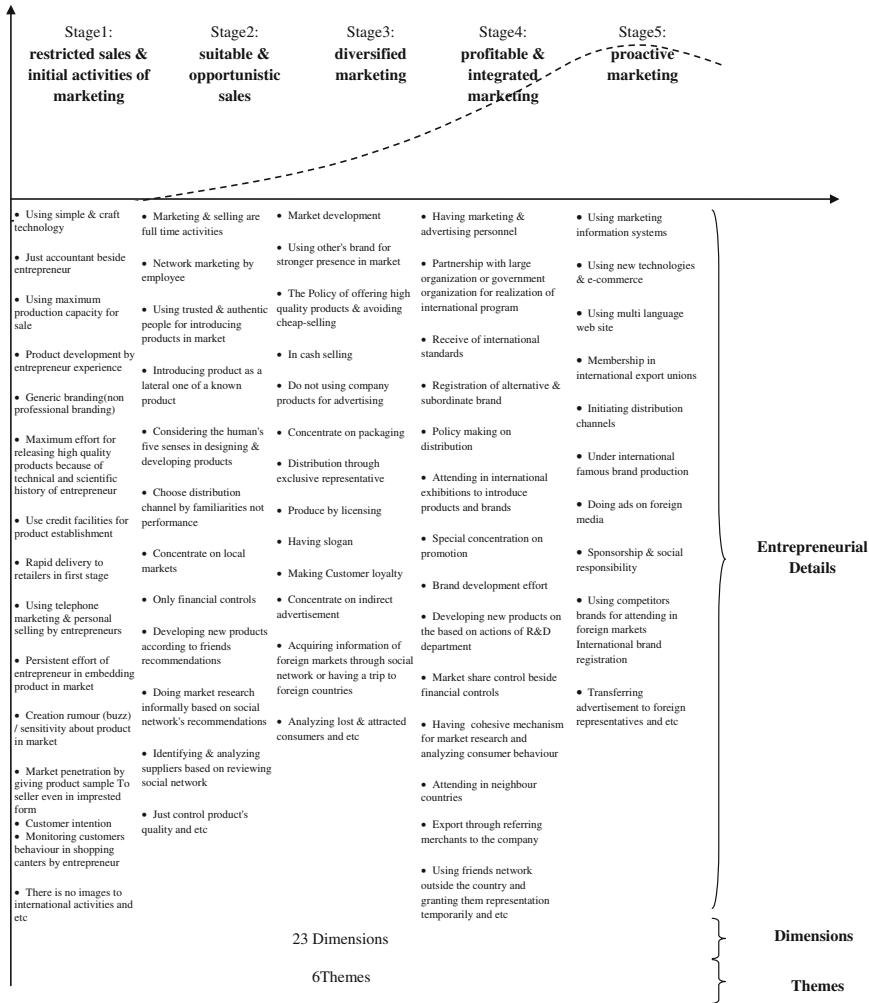 Stage1:
restricted sales &
initial activities of
marketing
Stage2:
suitable &
opportunistic
sales
Stage3:
diversified
marketing
Stage4:
profitable &
integrated
marketing
Stage5:
proactive
marketing
• Using simple & craft
technology
• Just accountant beside
entrepreneur
• Using maximum
production capacity for
sale
• Product development by
entrepreneur experience
• Generic branding(non
professional branding)
• Maximum effort for
releasing high quality
products because of
technical and scientific
history of entrepreneur
• Use credit facilities for
product establishment
• Rapid delivery to
retailers in first stage
• Using telephone
marketing & personal
selling by entrepreneurs
• Persistent effort of
entrepreneur in embedding
product in market
• Creation rumour (buzz)
/ sensitivity about product
in market
• Market penetration by
giving product sample To
seller even in imprested
form
• Customer intention
• Monitoring customers
behaviour in shopping
canters by entrepreneur
• There is no images to
international activities and
etc
• Marketing & selling are
full time activities
• Network marketing by
employee
• Using trusted & authentic
people for introducing
products in market
• Introducing product as a
lateral one of a known
product
• Considering the human's
five senses in designing &
developing products
• Choose distribution
channel by familiarities not
performance
• Concentrate on local
markets
• Only financial controls
• Developing new products
according to friends
recommendations
• Doing market research
informally based on social
network's recommendations
• Identifying & analyzing
suppliers based on reviewing
social network
• Just control product's
quality and etc
• Market development
• Using other's brand for
stronger presence in market
• The Policy of offering high
quality products & avoiding
cheap-selling
• In cash selling
• Do not using company
products for advertising
• Concentrate on packaging
• Distribution through
exclusive representative
• Produce by licensing
• Having slogan
• Making Customer loyalty
• Concentrate on indirect
advertisement
• Acquiring information of
foreign markets through social
network or having a trip to
foreign countries
• Analyzing lost & attracted
consumers and etc
• Having marketing &
advertising personnel
• Partnership with large
organization or government
organization for realization of
international program
• Receive of international
standards
• Registration of alternative &
subordinate brand
• Policy making on
distribution
• Attending in international
exhibitions to introduce
products and brands
• Special concentration on
promotion
• Brand development effort
• Developing new products on
the based on actions of R&D
department
• Market share control beside
financial controls
• Having cohesive mechanism
for market research and
analyzing consumer behaviour
• Attending in neighbour
countries
• Export through referring
merchants to the company
• Using friends network
outside the country and
granting them representation
temporarily and etc
• Using marketing
information systems
• Using new technologies
& e-commerce
• Using multi language
web site
• Membership in
international export unions
• Initiating distribution
channels
• Under international
famous brand production
• Doing ads on foreign
media
• Sponsorship & social
responsibility
• Using competitors
brands for attending in
foreign markets
International brand
registration
• Transferring
advertisement to foreign
representatives and etc
Entrepreneurial
Details
23 Dimensions
Dimensions
6Themes
Themes